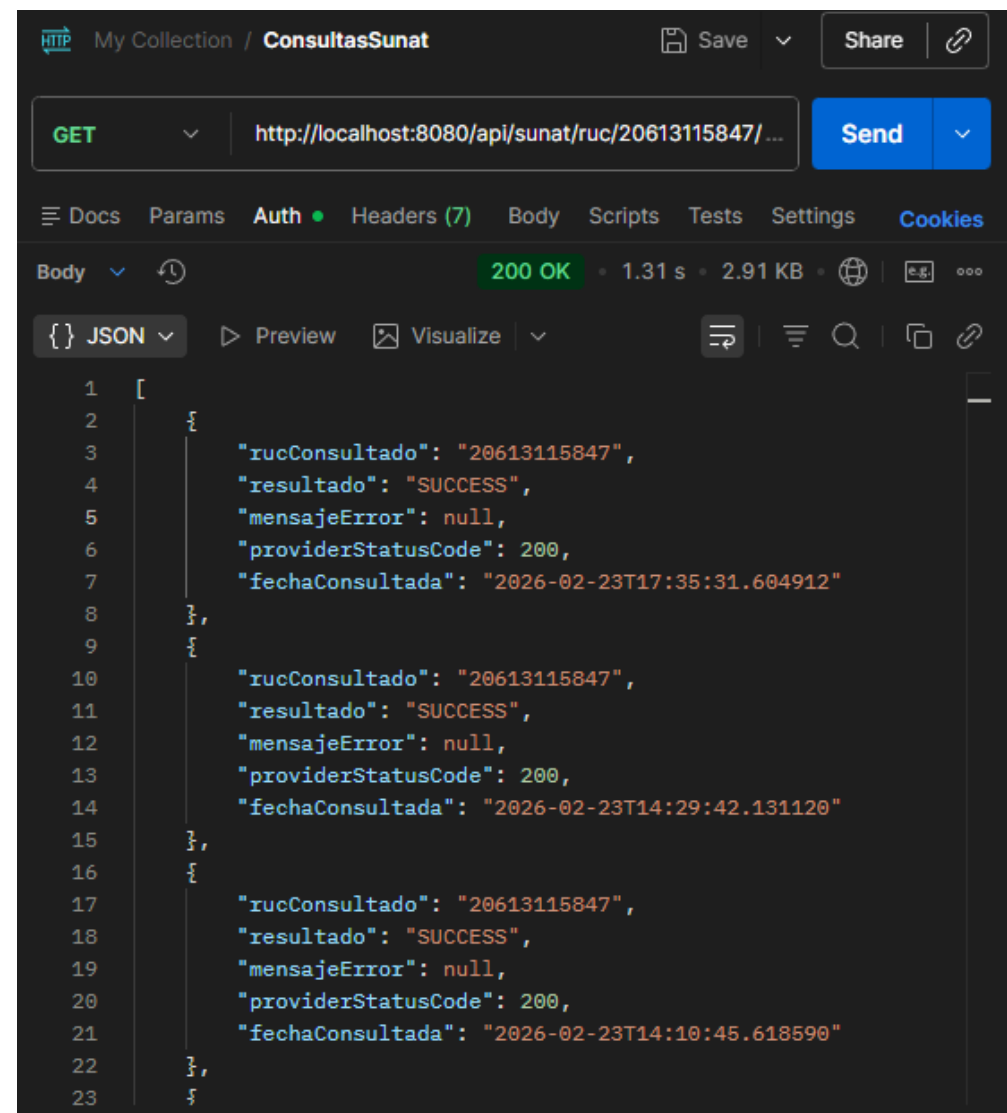 HTTP My Collection / ConsultasSunat Save Share
GET http://localhost:8080/api/sunat/ruc/20613115847/... Send
Docs Params Auth Headers (7) Body Scripts Tests Settings Cookies
Body 200 OK • 1.31 s • 2.91 KB • e.g. ooo
{} JSON Preview Visualize
1 [
2 {
3 "rucConsultado": "20613115847",
4 "resultado": "SUCCESS",
5 "mensajeError": null,
6 "providerStatusCode": 200,
7 "fechaConsultada": "2026-02-23T17:35:31.604912"
8 },
9 {
10 "rucConsultado": "20613115847",
11 "resultado": "SUCCESS",
12 "mensajeError": null,
13 "providerStatusCode": 200,
14 "fechaConsultada": "2026-02-23T14:29:42.131120"
15 },
16 {
17 "rucConsultado": "20613115847",
18 "resultado": "SUCCESS",
19 "mensajeError": null,
20 "providerStatusCode": 200,
21 "fechaConsultada": "2026-02-23T14:10:45.618590"
22 },
23 {